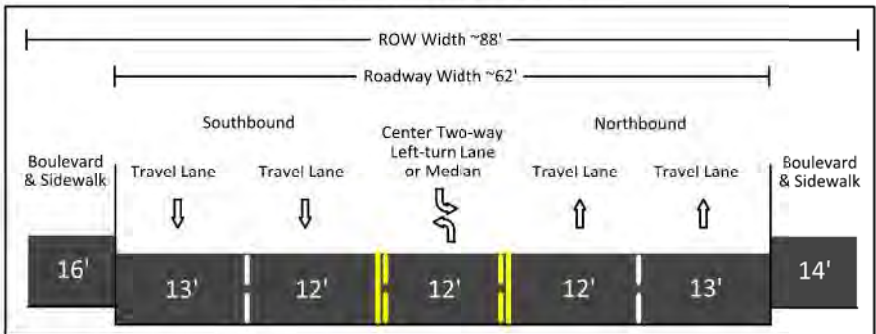 ROW Width ~88'
Roadway Width ~62'
Southbound
Center Two-way
Left-turn Lane
or Median
Northbound
Boulevard
& Sidewalk
Travel Lane
Travel Lane
Travel Lane
Travel Lane
Boulevard
& Sidewalk
16'
13'
12'
12'
12'
13'
14'